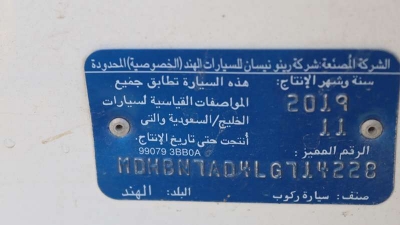 الشركة المصنعة: شركة رينو نيسان للسيارات الهند (الخصوصية) المحدودة
سنة وشهر الإنتاج: هذه السيارة تطابق جميع
2019 المواصفات القياسية لسيارات
11 الخليج/السعودية والتي
أنتجت حتى تاريخ الإنتاج.
الرقم المميز: 99079 3BB0A
MDHBN7AD4LG714228
صنف: سيارة ركوب البلد: الهند